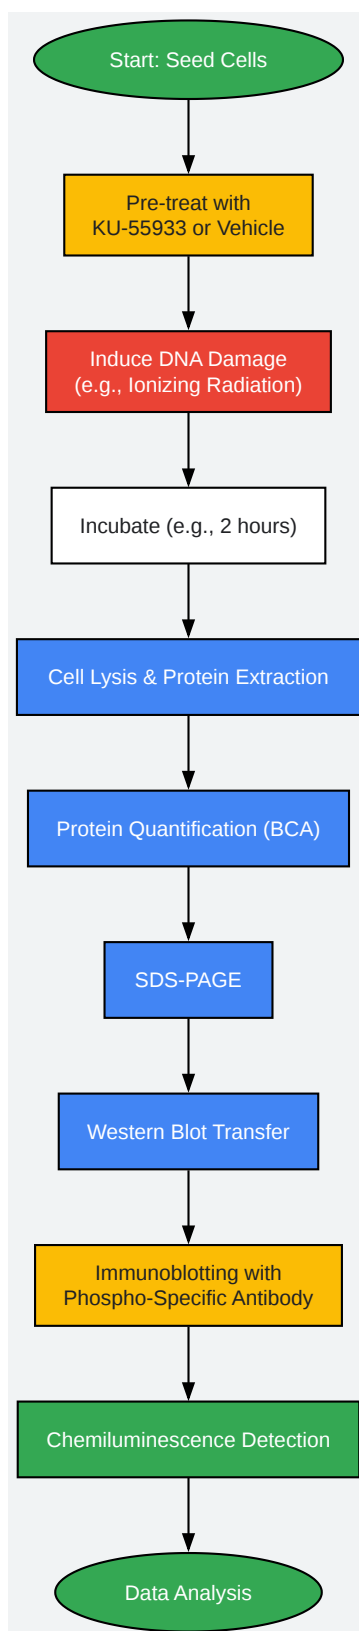 Start: Seed Cells
Pre-treat with
KU-55933 or Vehicle
Induce DNA Damage
(e.g., Ionizing Radiation)
Incubate (e.g., 2 hours)
Cell Lysis & Protein Extraction
Protein Quantification (BCA)
SDS-PAGE
Western Blot Transfer
Immunoblotting with
Phospho-Specific Antibody
Chemiluminescence Detection
Data Analysis